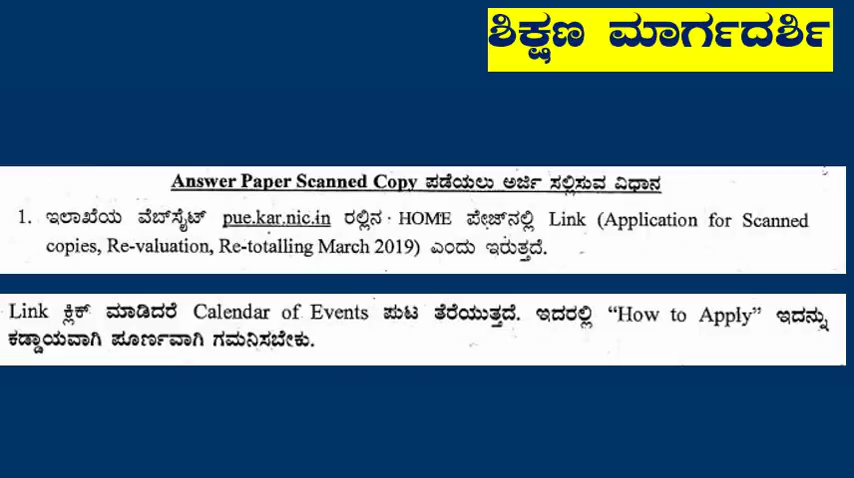 ಶಿಕ್ಷಣ ಮಾರ್ಗದರ್ಶಿ
Answer Paper Scanned Copy ಪಡೆಯಲು ಅರ್ಜಿ ಸಲ್ಲಿಸುವ ವಿಧಾನ
1. ಇಲಾಖೆಯ ವೆಬ್‌ಸೈಟ್ pue.kar.nic.in ರಲ್ಲಿನ · HOME ಪೇಜ್‌ನಲ್ಲಿ Link (Application for Scanned
copies, Re-valuation, Re-totalling March 2019) ಎಂದು ಇರುತ್ತದೆ.
Link ಕ್ಲಿಕ್ ಮಾಡಿದರೆ Calendar of Events ಪುಟ ತೆರೆಯುತ್ತದೆ. ಇದರಲ್ಲಿ “How to Apply” ಇದನ್ನು
ಕಡ್ಡಾಯವಾಗಿ ಪೂರ್ಣವಾಗಿ ಗಮನಿಸಬೇಕು.